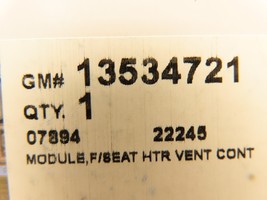 GM# 13534721
QTY. 1
07894 22245
MODULE,F/SEAT HTR VENT CONT